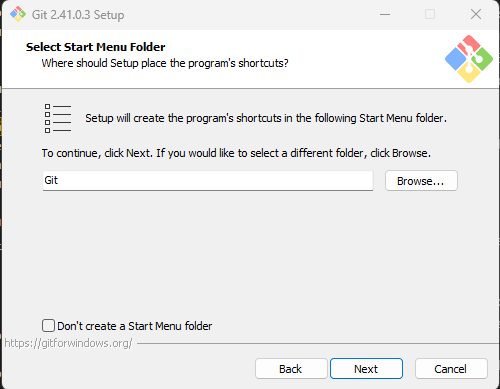 Git 2.41.0.3 Setup
Select Start Menu Folder
Where should Setup place the program's shortcuts?
Setup will create the program's shortcuts in the following Start Menu folder.
To continue, click Next. If you would like to select a different folder, click Browse.
Git
Browse...
Don't create a Start Menu folder
https://gitforwindows.org/
Back
Next
Cancel